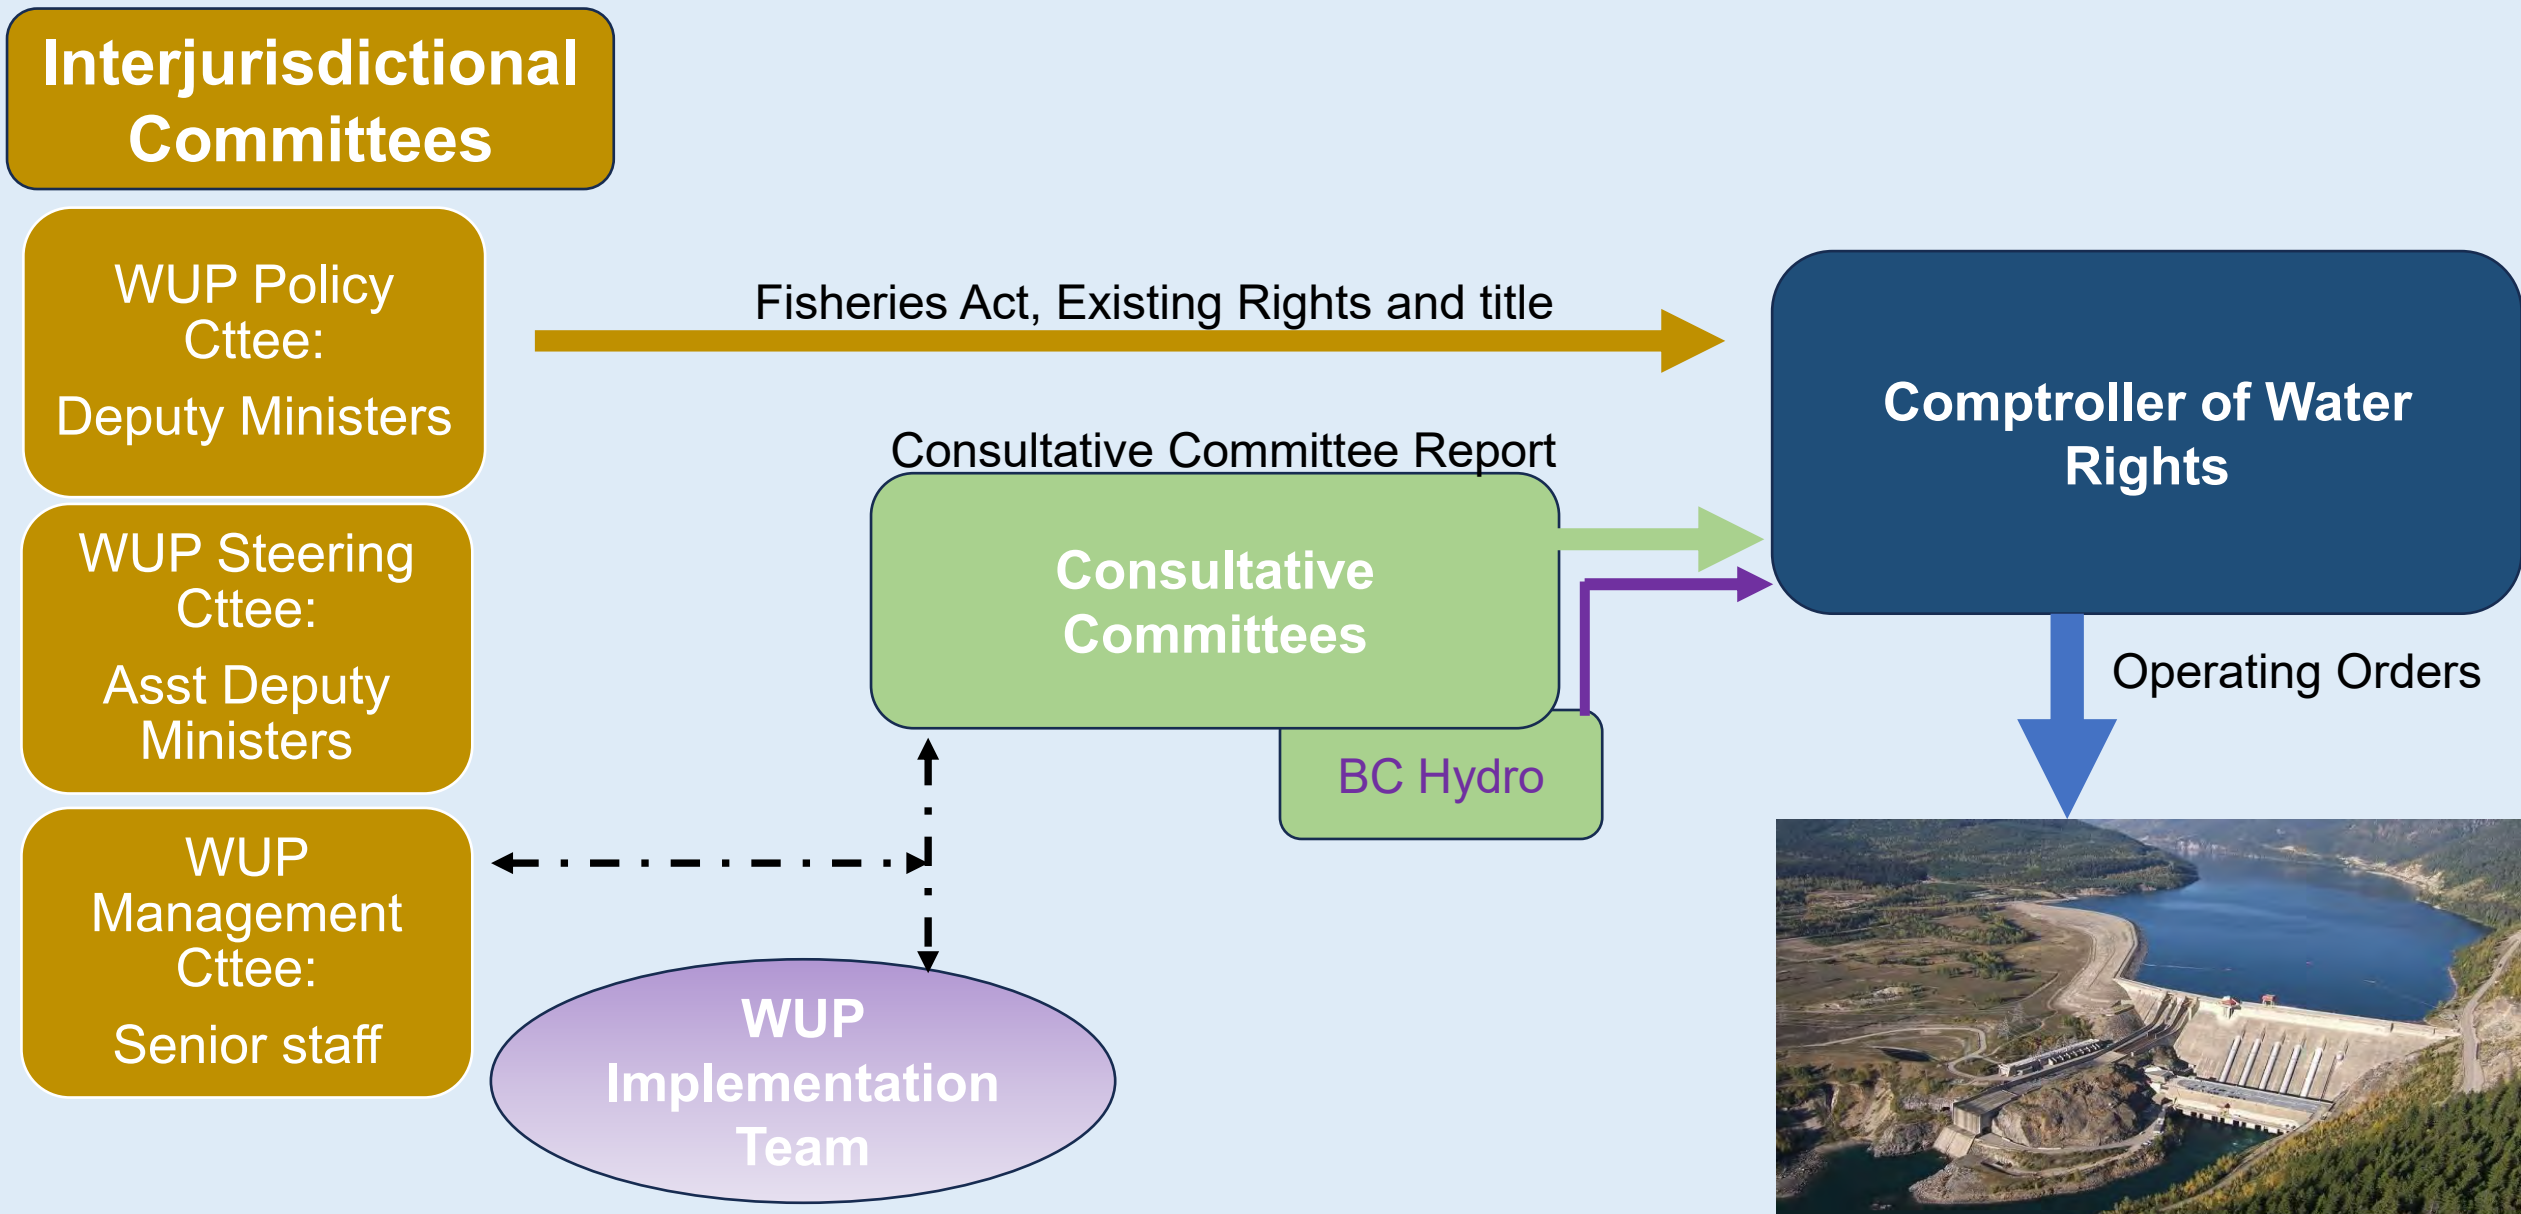 Interjurisdictional
Committees
WUP Policy
Cttee:
Deputy Ministers
WUP Steering
Cttee:
Asst Deputy
Ministers
WUP
Management
Cttee:
Senior staff
Fisheries Act, Existing Rights and title
Consultative Committee Report
Consultative
Committees
BC Hydro
WUP
Implementation
Team
Comptroller of Water
Rights
Operating Orders